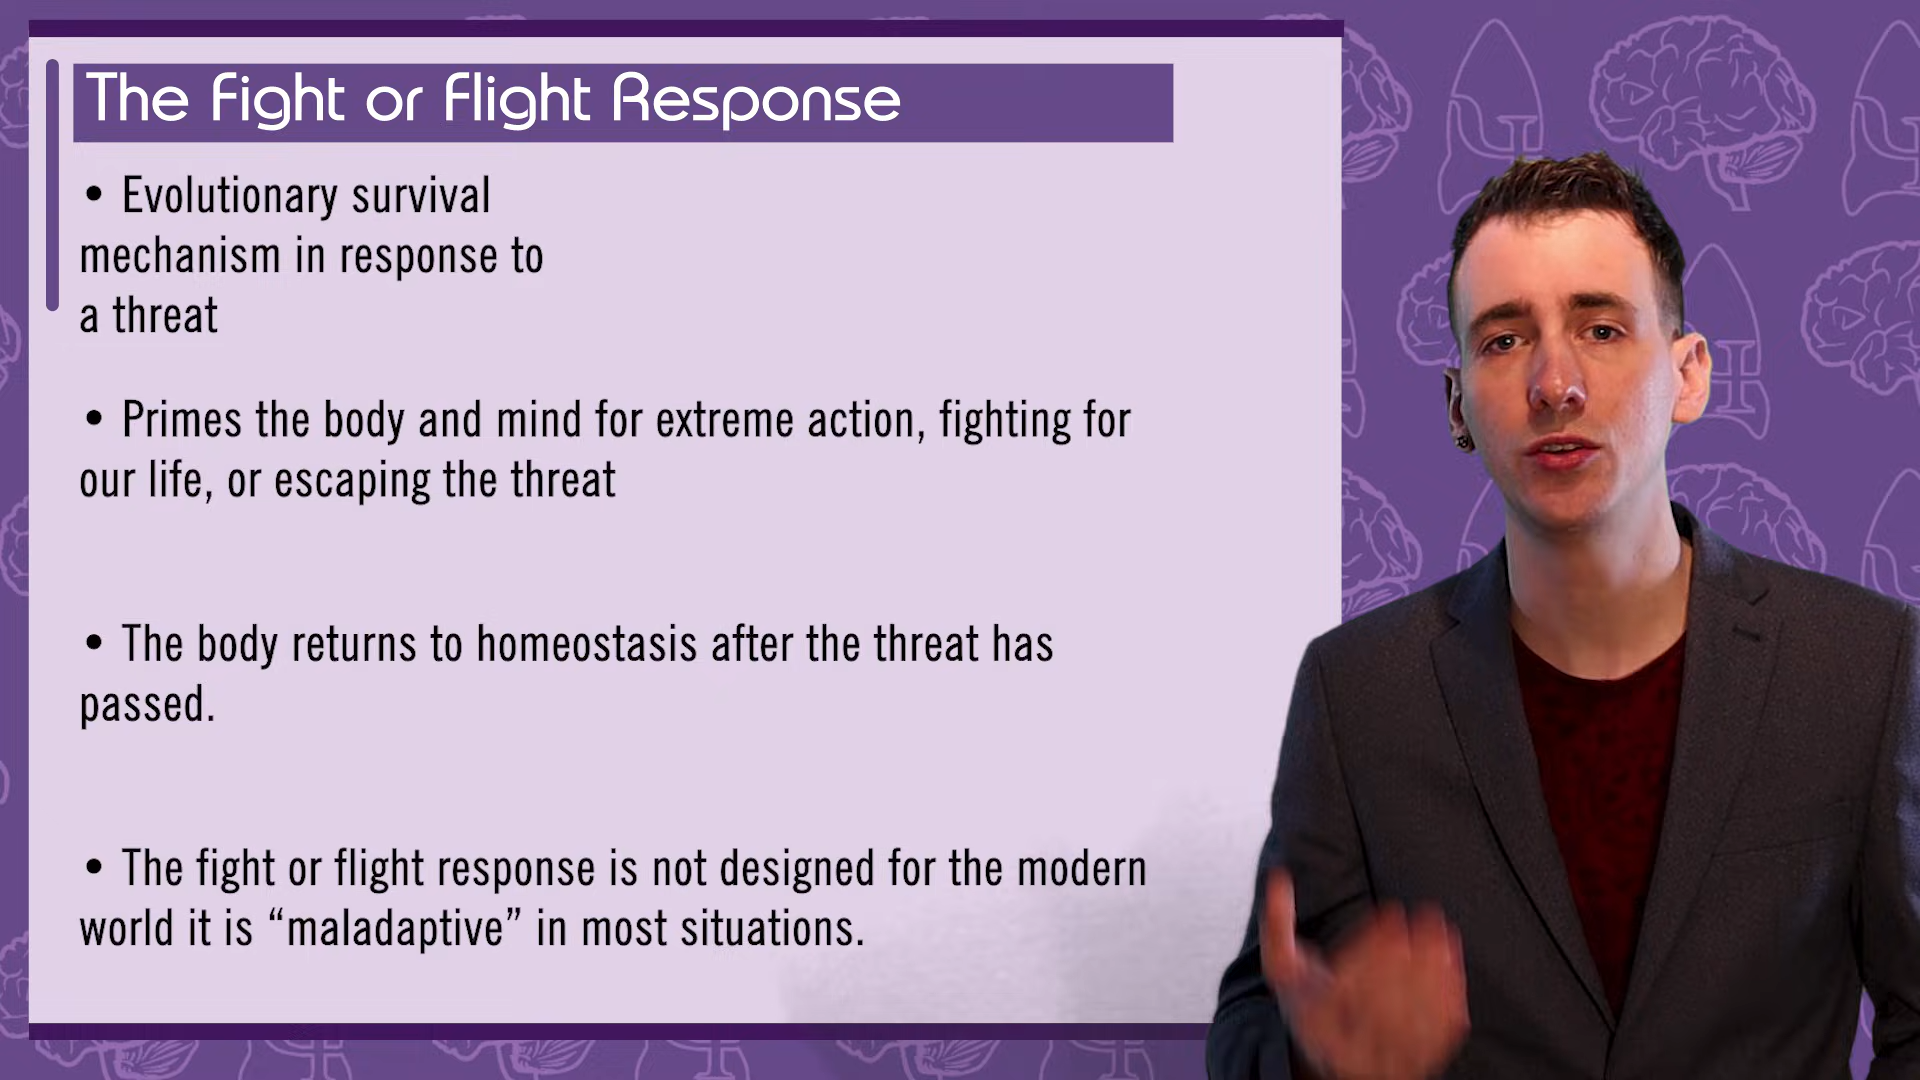 The Fight or Flight Response
• Evolutionary survival
mechanism in response to
a threat
• Primes the body and mind for extreme action, fighting for
our life, or escaping the threat
• The body returns to homeostasis after the threat has
passed.
• The fight or flight response is not designed for the modern
world it is “maladaptive” in most situations.